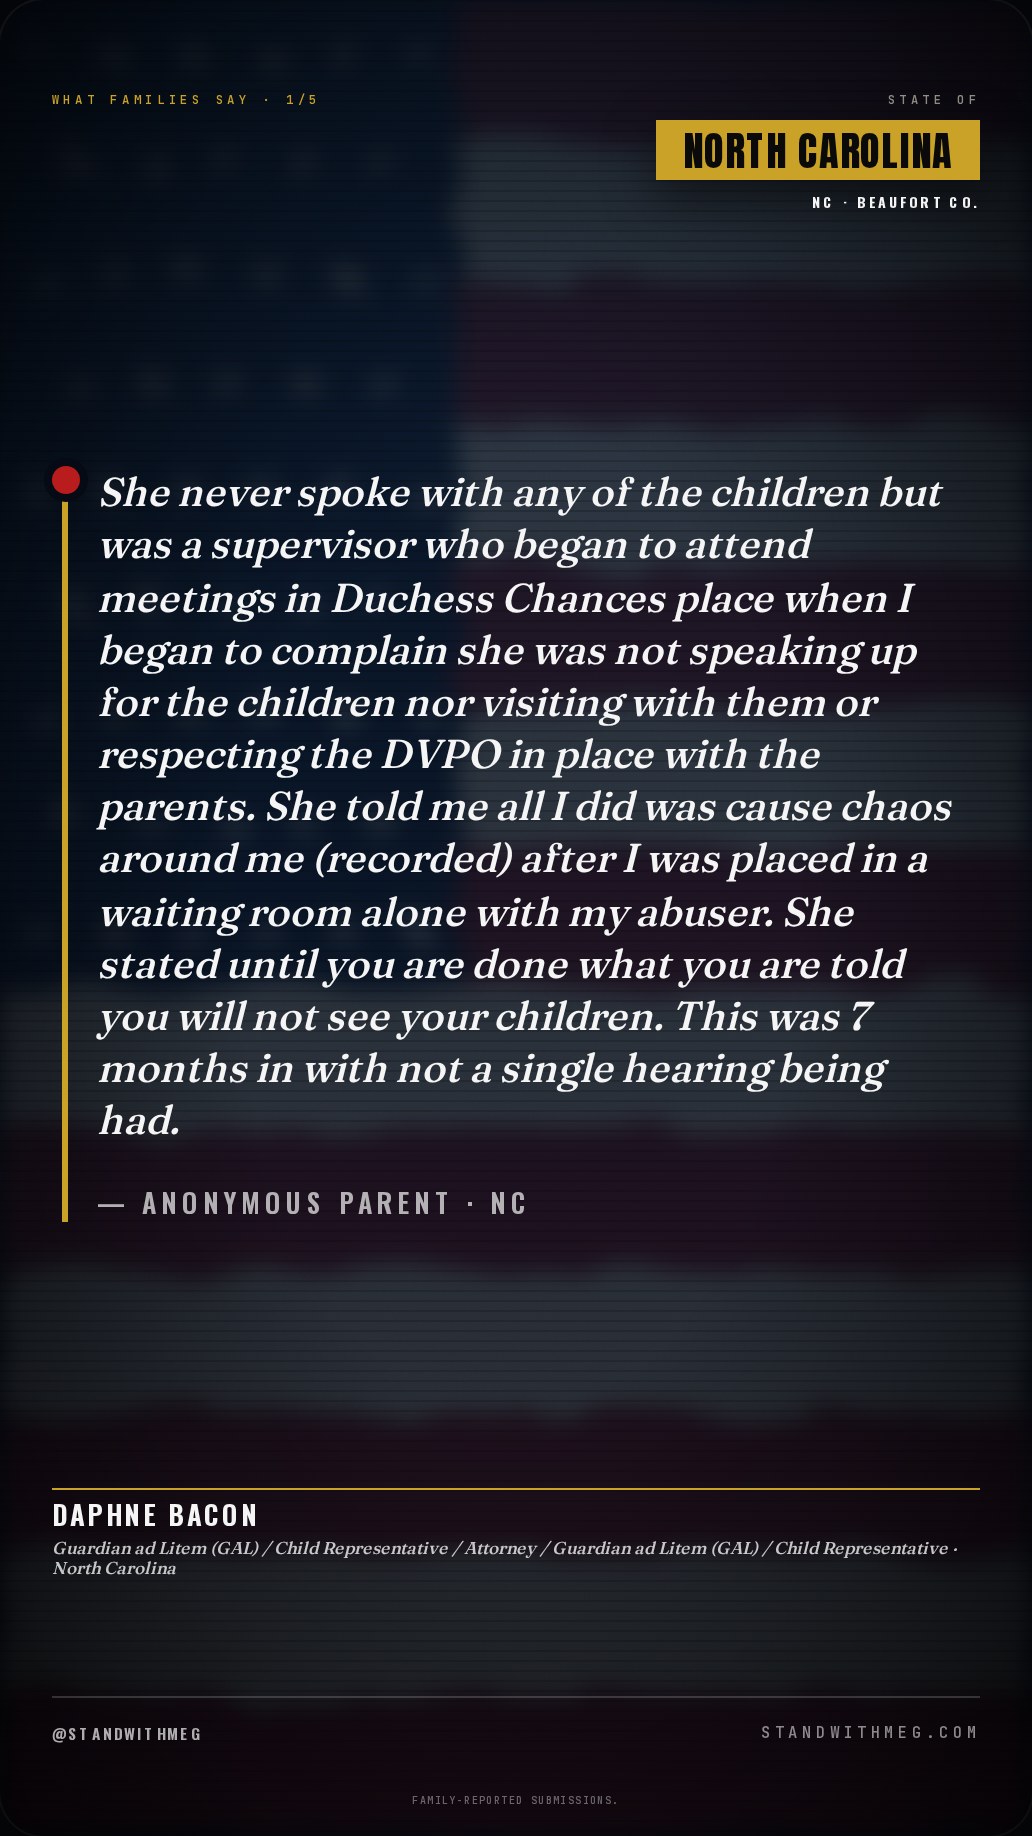 WHAT FAMILIES SAY · 1/5
STATE OF
NORTH CAROLINA
NC · BEAUFORT CO.
She never spoke with any of the children but
was a supervisor who began to attend
meetings in Duchess Chances place when I
began to complain she was not speaking up
for the children nor visiting with them or
respecting the DVPO in place with the
parents. She told me all I did was cause chaos
around me (recorded) after I was placed in a
waiting room alone with my abuser. She
stated until you are done what you are told
you will not see your children. This was 7
months in with not a single hearing being
had.
— ANONYMOUS PARENT · NC
DAPHNE BACON
Guardian ad Litem (GAL) / Child Representative / Attorney / Guardian ad Litem (GAL) / Child Representative ·
North Carolina
@STANDWITHMEG
STANDWITHMEG.COM
FAMILY-REPORTED SUBMISSIONS.